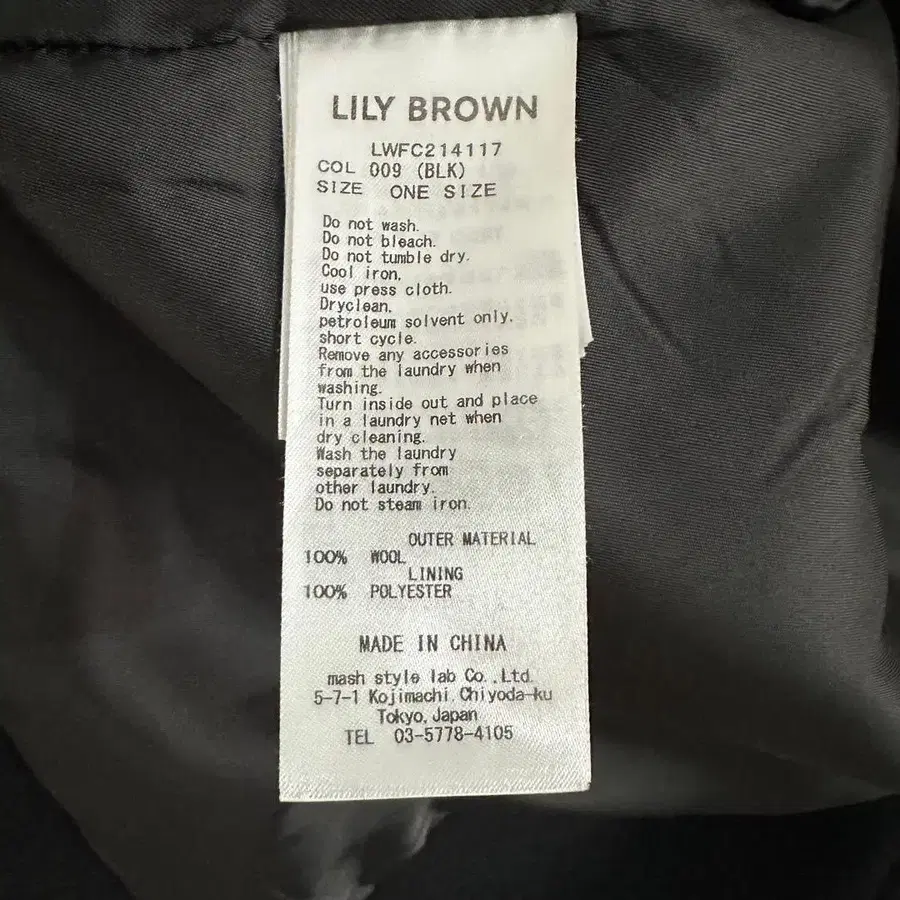 LILY BROWN
LWFC214117
COL 009 (BLK)
SIZE ONE SIZE
Do not wash.
Do not bleach.
Do not tumble dry.
Cool iron,
use press cloth.
Dryclean,
petroleum solvent only.
short cycle.
Remove any accessories
from the laundry when
washing.
Turn inside out and place
in a laundry net when
dry cleaning.
Wash the laundry
separately from
other laundry.
Do not steam iron.
OUTER MATERIAL
100% WOOL
LINING
100% POLYESTER
MADE IN CHINA
mash style lab Co.,Ltd.
5-7-1 Kojimachi Chiyoda-ku
Tokyo, Japan
TEL 03-5778-4105